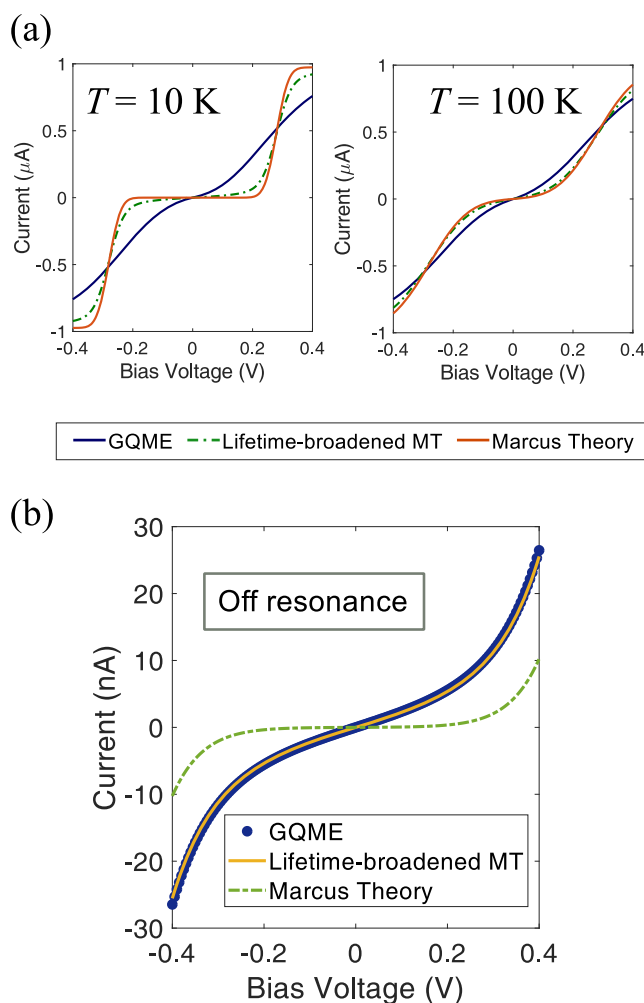 (a)
T = 10 K
T = 100 K
1
0.5
0
-0.5
-1
Current (μA)
-0.4 -0.2 0 0.2 0.4
Bias Voltage (V)
1
0.5
0
-0.5
-1
Current (μA)
-0.4 -0.2 0 0.2 0.4
Bias Voltage (V)
GQME Lifetime-broadened MT Marcus Theory
(b)
30
20
10
0
-10
-20
-30
Current (nA)
Off resonance
GQME
Lifetime-broadened MT
Marcus Theory
-0.4 -0.2 0 0.2 0.4
Bias Voltage (V)